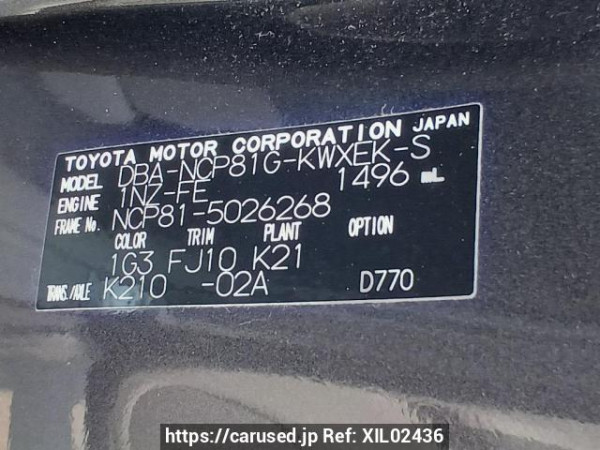 TOYOTA MOTOR CORPORATION JAPAN
MODEL DBA-NCP81G-KWXEK-S
ENGINE 1NZ-FE 1496 mL
FRAME No. NCP81-5026268
COLOR TRIM PLANT OPTION
1G3 FJ10 K21
TRANS./AXLE K210 -02A D770
https://carused.jp Ref: XIL02436